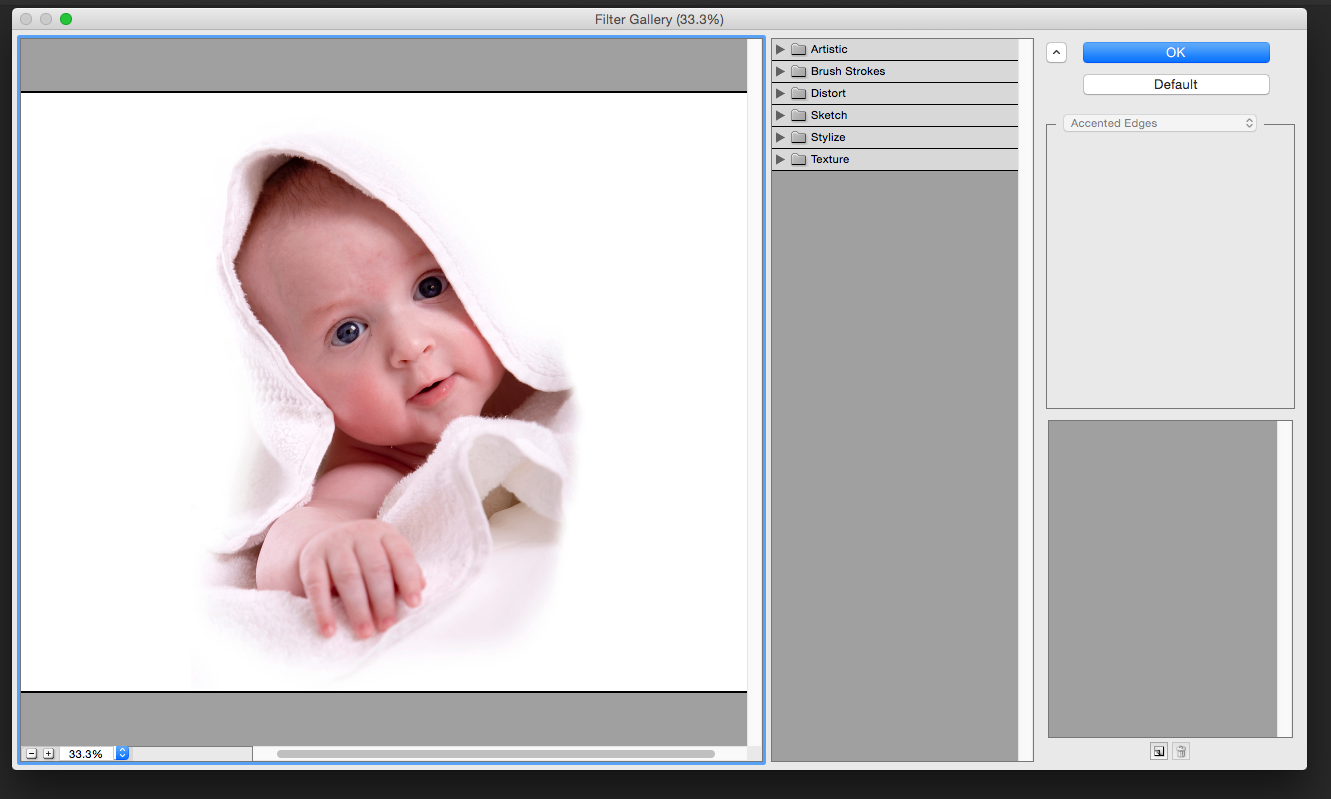 Filter Gallery (33.3%)
Artistic
Brush Strokes
Distort
Sketch
Stylize
Texture
OK
Default
Accented Edges
33.3%